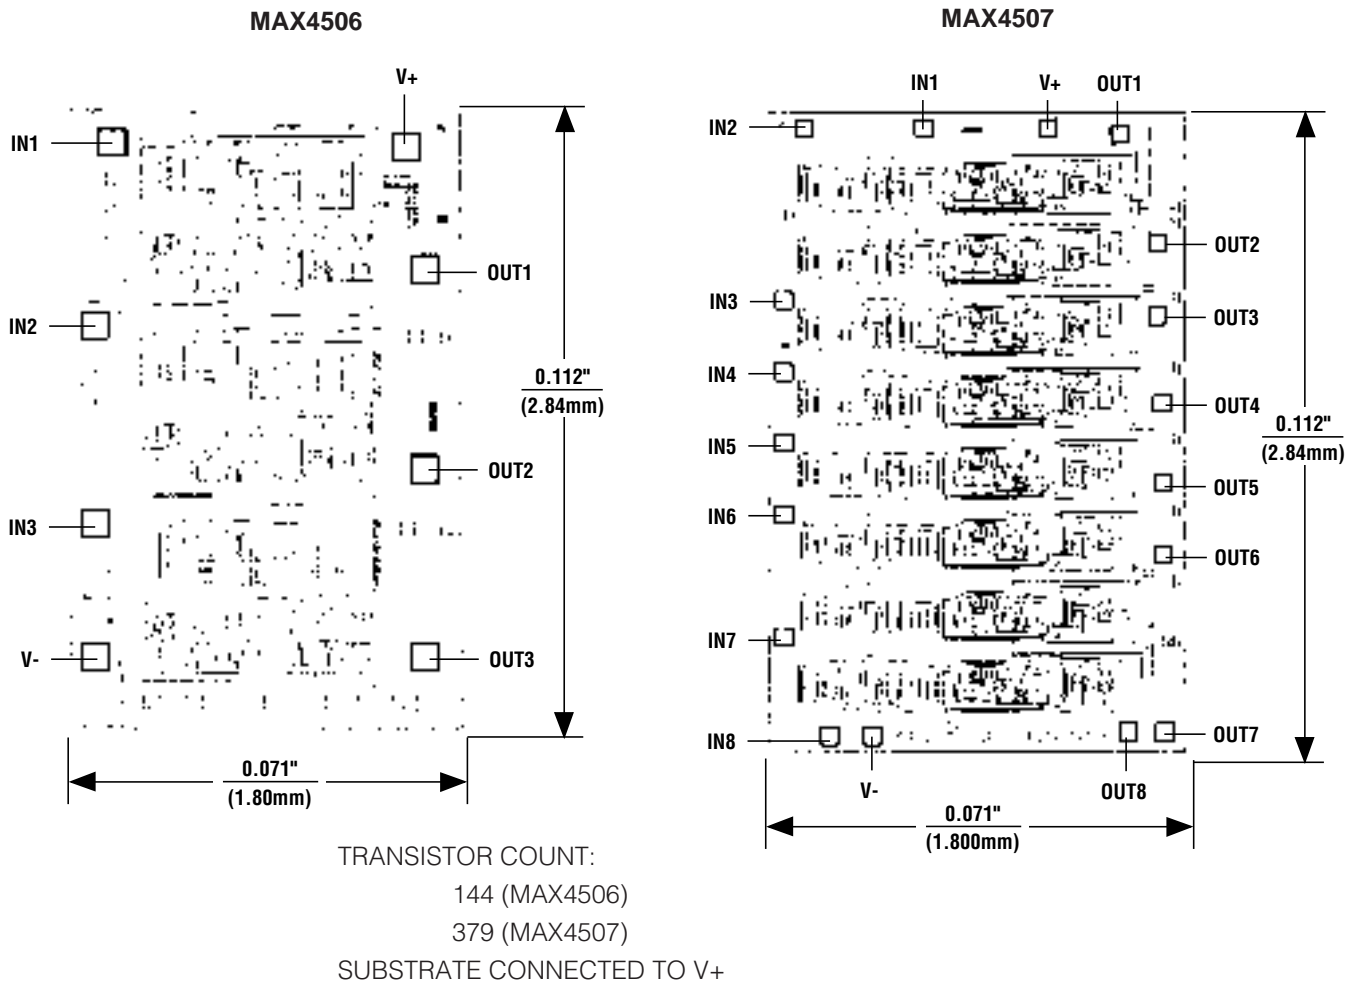 MAX4506
V+
IN1
OUT1
IN2
0.112"
(2.84mm)
OUT2
IN3
V-
OUT3
0.071"
(1.80mm)
MAX4507
IN1
V+
OUT1
IN2
OUT2
IN3
OUT3
IN4
OUT4
0.112"
(2.84mm)
IN5
OUT5
IN6
OUT6
IN7
IN8
OUT7
V-
OUT8
0.071"
(1.800mm)
TRANSISTOR COUNT:
144 (MAX4506)
379 (MAX4507)
SUBSTRATE CONNECTED TO V+